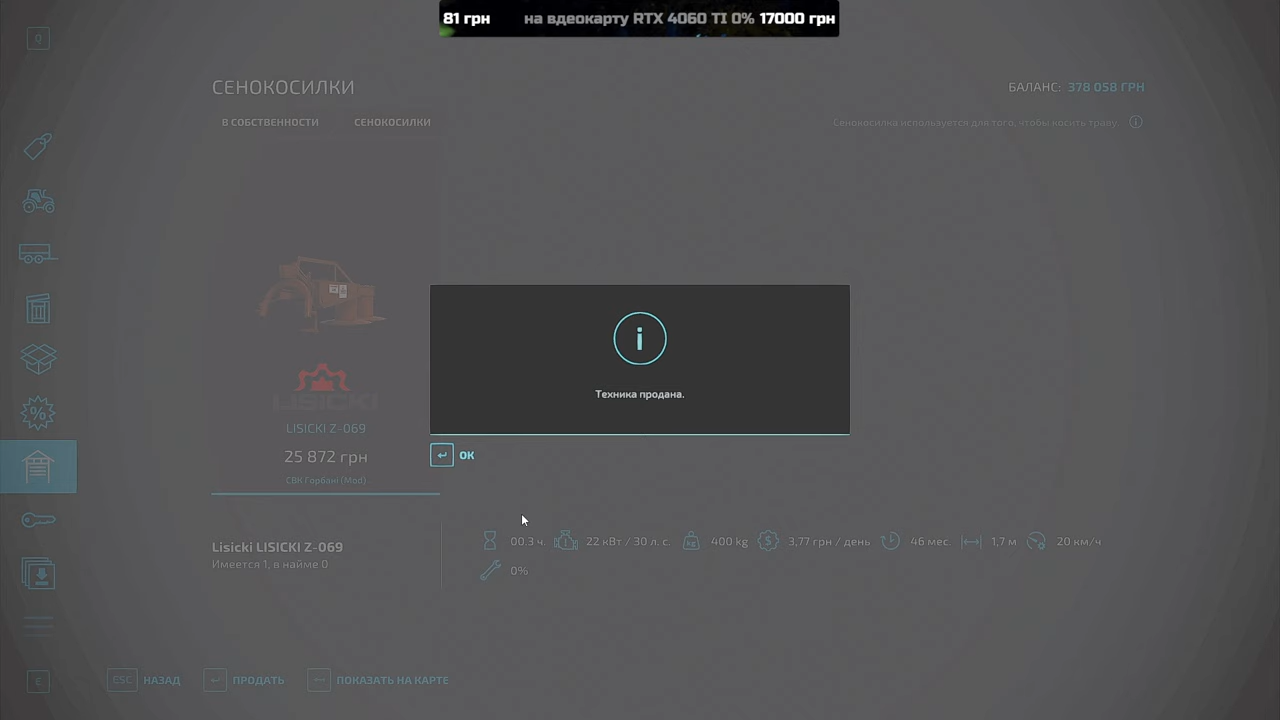 81 грн на вдеокарту RTX 4060 TI 0% 17000 грн
Q
СЕНОКОСИЛКИ
БАЛАНС: 378 058 ГРН
В СОБСТВЕННОСТИ СЕНОКОСИЛКИ
Сенокосилка используется для того, чтобы косить траву.
Техника продана.
OK
LISICKI
LISICKI Z-069
25 872 грн
СВК Горбані (Mod)
Lisicki LISICKI Z-069
Имеется 1, в найме 0
00.3 ч. 22 кВт / 30 л. с. 400 kg 3,77 грн / день 46 мес. 1,7 м 20 км/ч
0%
E
ESC НАЗАД ПРОДАТЬ ПОКАЗАТЬ НА КАРТЕ